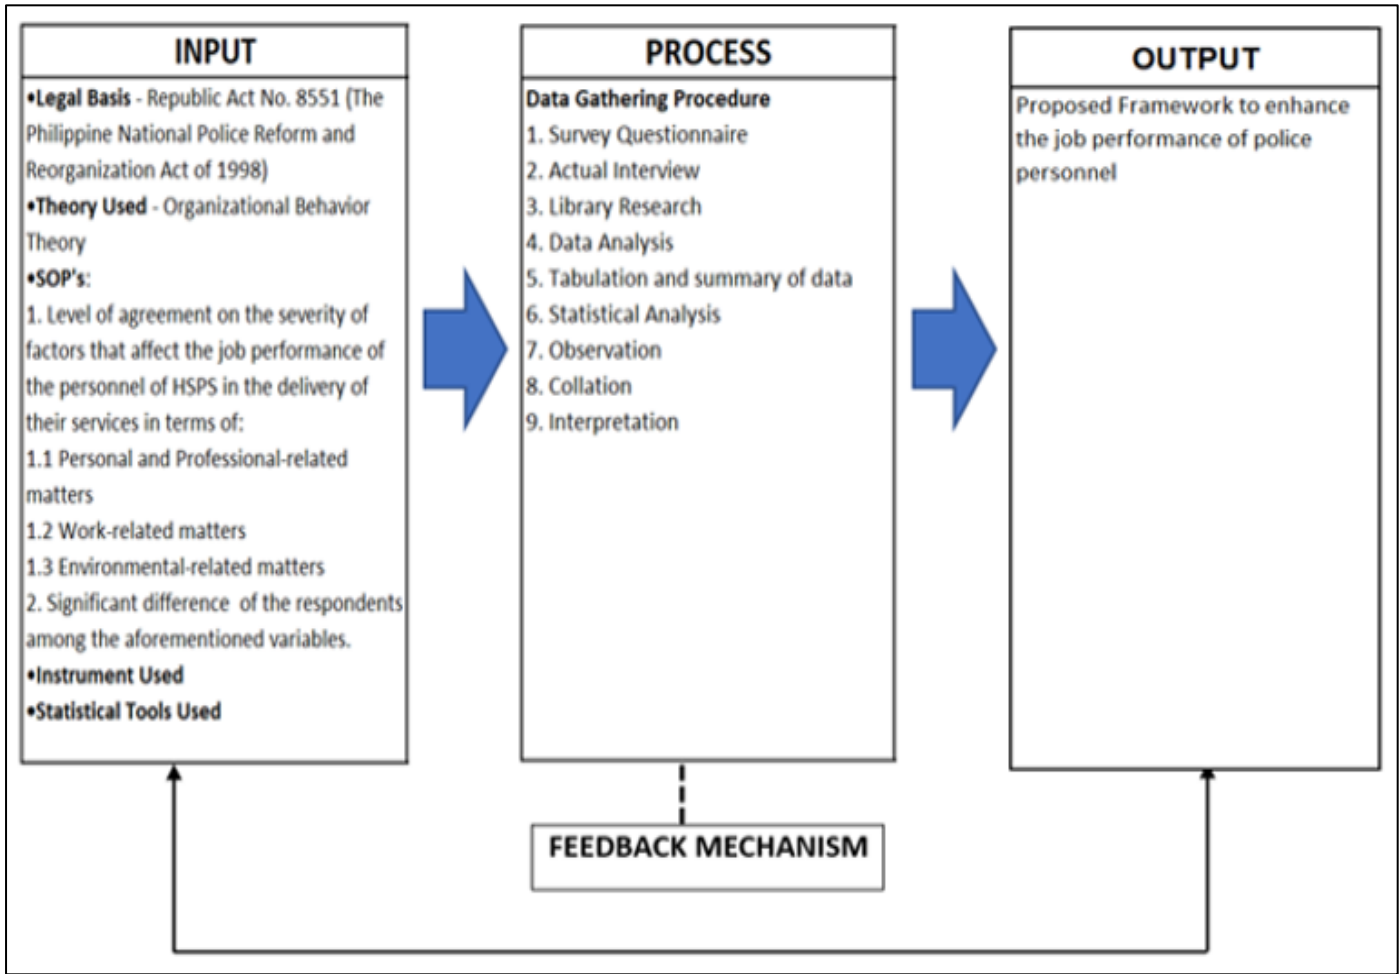 INPUT
•Legal Basis - Republic Act No. 8551 (The
Philippine National Police Reform and
Reorganization Act of 1998)
•Theory Used - Organizational Behavior
Theory
•SOP's:
1. Level of agreement on the severity of
factors that affect the job performance of
the personnel of HSPS in the delivery of
their services in terms of:
1.1 Personal and Professional-related
matters
1.2 Work-related matters
1.3 Environmental-related matters
2. Significant difference of the respondents
among the aforementioned variables.
•Instrument Used
•Statistical Tools Used
PROCESS
Data Gathering Procedure
1. Survey Questionnaire
2. Actual Interview
3. Library Research
4. Data Analysis
5. Tabulation and summary of data
6. Statistical Analysis
7. Observation
8. Collation
9. Interpretation
OUTPUT
Proposed Framework to enhance
the job performance of police
personnel
FEEDBACK MECHANISM